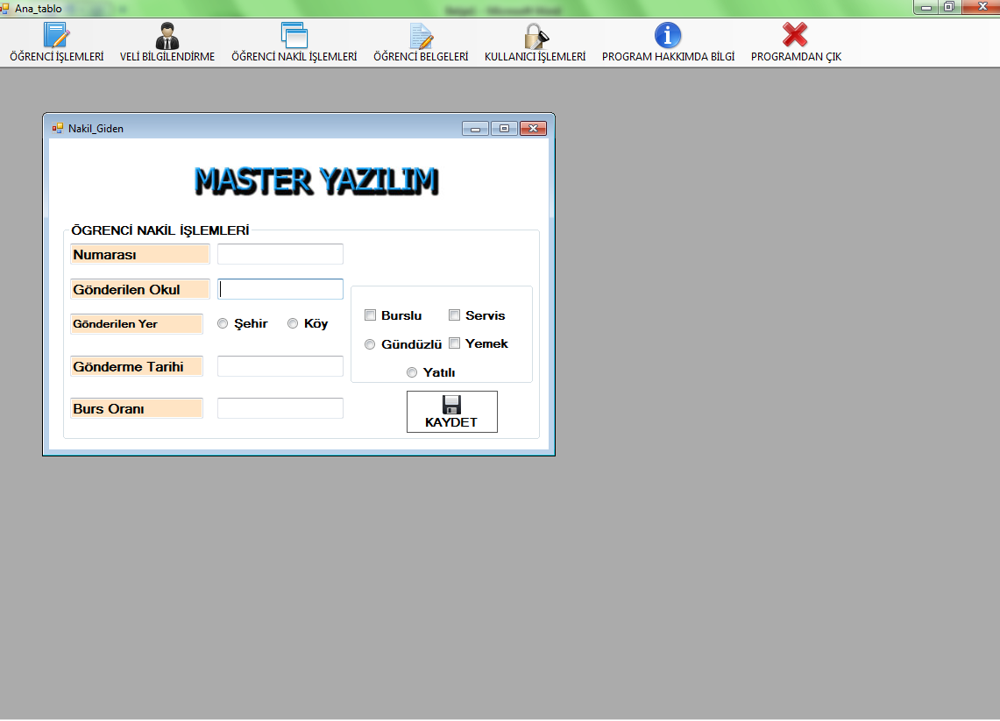 Ana_tablo
ÖĞRENCİ İŞLEMLERİ VELİ BİLGİLENDİRME ÖĞRENCİ NAKİL İŞLEMLERİ ÖĞRENCİ BELGELERİ KULLANICI İŞLEMLERİ PROGRAM HAKKIMDA BİLGİ PROGRAMDAN ÇIK
Nakil_Giden
MASTER YAZILIM
ÖGRENCİ NAKİL İŞLEMLERİ
Numarası
Gönderilen Okul
Gönderilen Yer Şehir Köy
Gönderme Tarihi
Burs Oranı
Burslu Servis
Gündüzlü Yemek
Yatılı
KAYDET